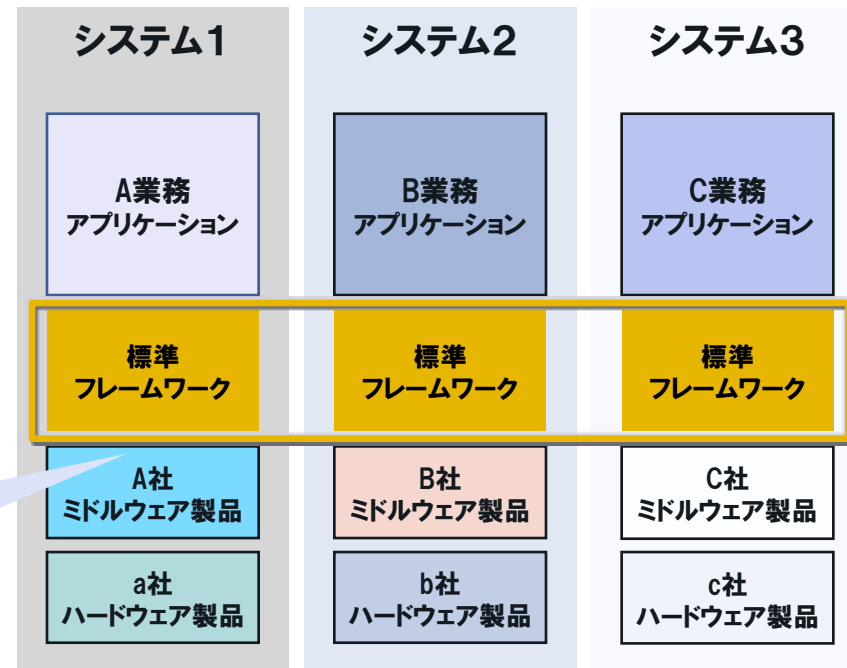 システム1
システム2
システム3
A業務
アプリケーション
B業務
アプリケーション
C業務
アプリケーション
標準
フレームワーク
標準
フレームワーク
標準
フレームワーク
A社
ミドルウェア製品
B社
ミドルウェア製品
C社
ミドルウェア製品
a社
ハードウェア製品
b社
ハードウェア製品
c社
ハードウェア製品